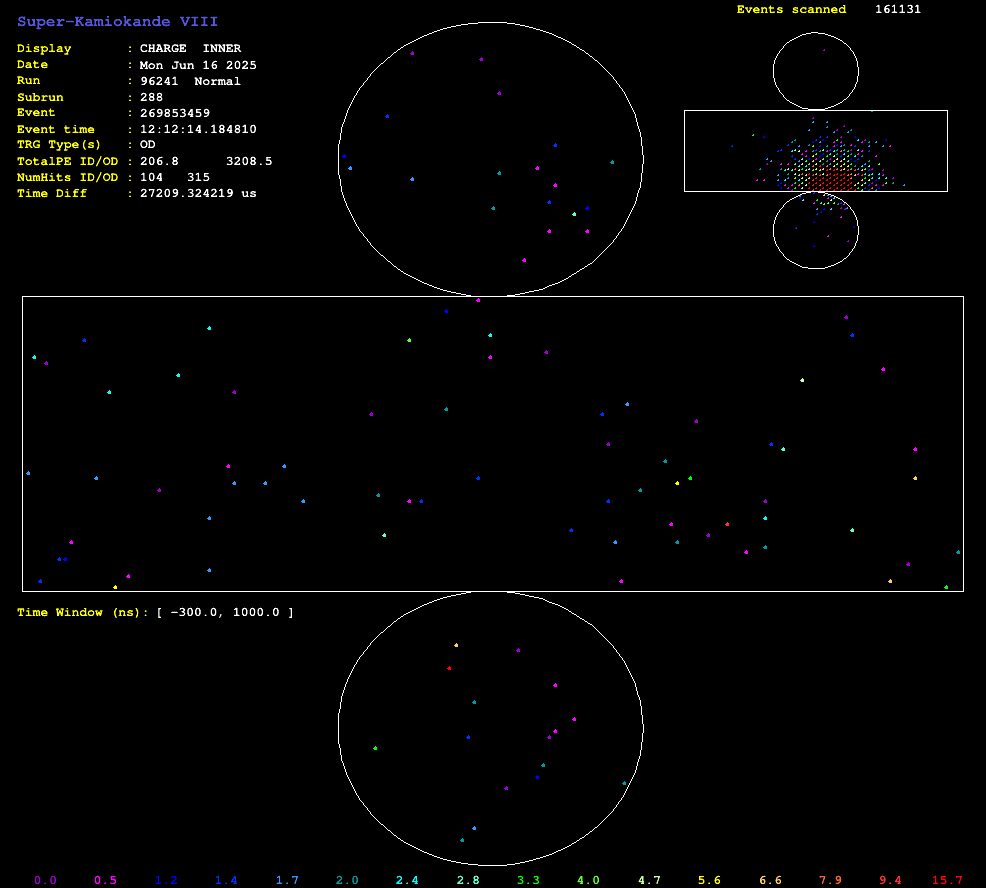 Super-Kamiokande VIII
Events scanned 161131
Display : CHARGE INNER
Date : Mon Jun 16 2025
Run : 96241 Normal
Subrun : 288
Event : 269853459
Event time : 12:12:14.184810
TRG Type(s) : OD
TotalPE ID/OD : 206.8 3208.5
NumHits ID/OD : 104 315
Time Diff : 27209.324219 us
Time Window (ns): [ -300.0, 1000.0 ]
0.0 0.5 1.2 1.4 1.7 2.0 2.4 2.8 3.3 4.0 4.7 5.6 6.6 7.9 9.4 15.7